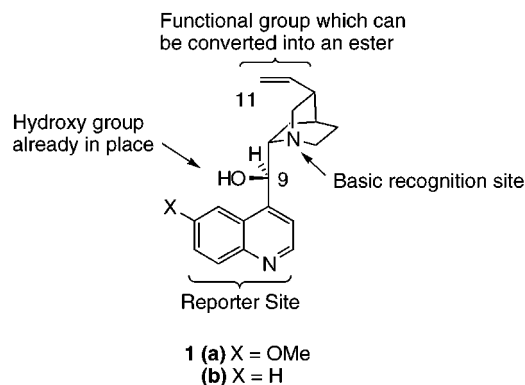 Functional group which can
be converted into an ester
11
Hydroxy group
already in place
N
H
HO
9
Basic recognition site
X
N
Reporter Site
1 (a) X = OMe
(b) X = H